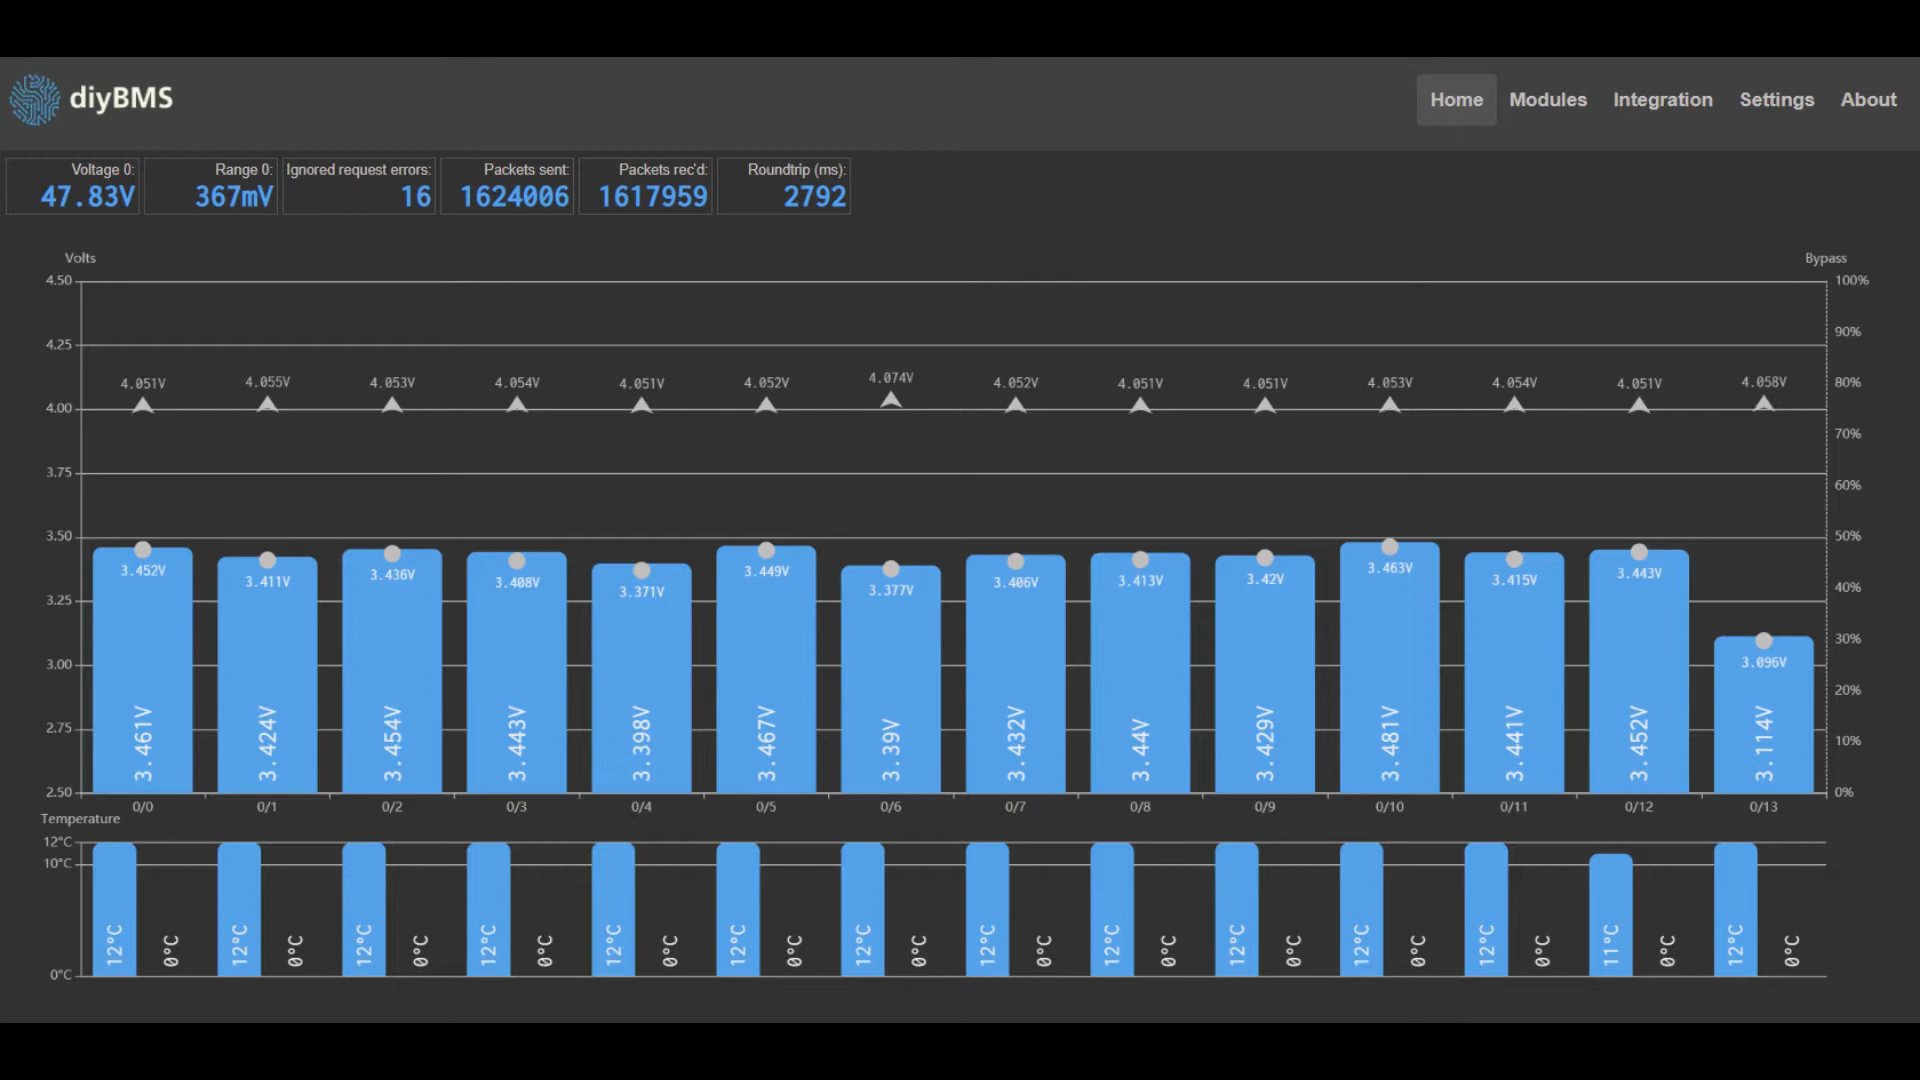 diyBMS
Home Modules Integration Settings About
Voltage 0: Range 0: Ignored request errors: Packets sent: Packets rec'd: Roundtrip (ms):
47.83V 367mV 16 1624006 1617959 2792
Volts Bypass
4.50 100%
90%
4.25
4.051V 4.055V 4.053V 4.054V 4.051V 4.052V 4.074V 4.052V 4.051V 4.051V 4.053V 4.054V 4.051V 4.058V 80%
4.00
70%
3.75
60%
3.50 50%
3.452V 3.411V 3.436V 3.408V 3.371V 3.449V 3.377V 3.406V 3.413V 3.42V 3.463V 3.415V 3.443V
3.25 40%
30%
3.00 3.096V
20%
2.75 3.461V 3.424V 3.454V 3.443V 3.398V 3.467V 3.39V 3.432V 3.44V 3.429V 3.481V 3.441V 3.452V 3.114V
10%
2.50 0%
0/0 0/1 0/2 0/3 0/4 0/5 0/6 0/7 0/8 0/9 0/10 0/11 0/12 0/13
Temperature
12°C
10°C
12°C 0°C 12°C 0°C 12°C 0°C 12°C 0°C 12°C 0°C 12°C 0°C 12°C 0°C 12°C 0°C 12°C 0°C 12°C 0°C 12°C 0°C 12°C 0°C 11°C 0°C 12°C 0°C
0°C